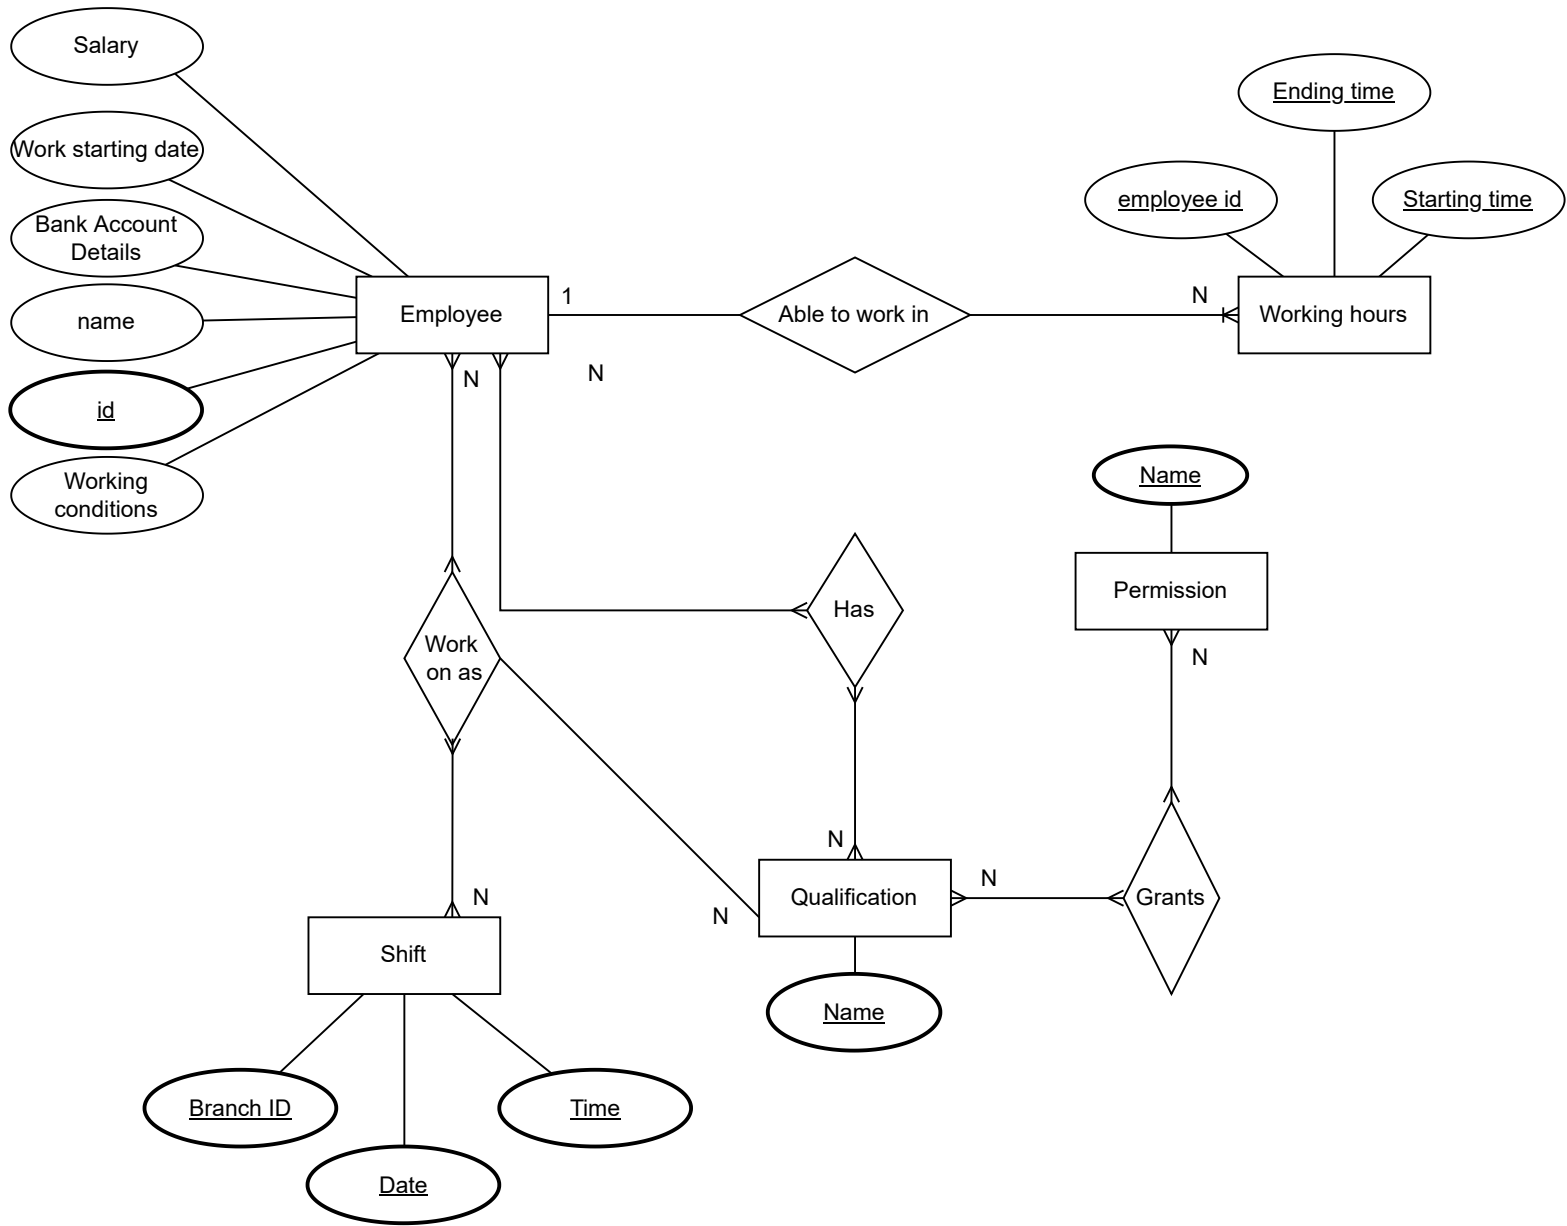 Salary
Ending time
Work starting date
employee id
Starting time
Bank Account
Details
1
N
name
Employee
Able to work in
Working hours
N
N
id
Name
Working
conditions
Permission
Has
Work
on as
N
N
N
N
N
Qualification
Grants
Shift
Name
Branch ID
Time
Date